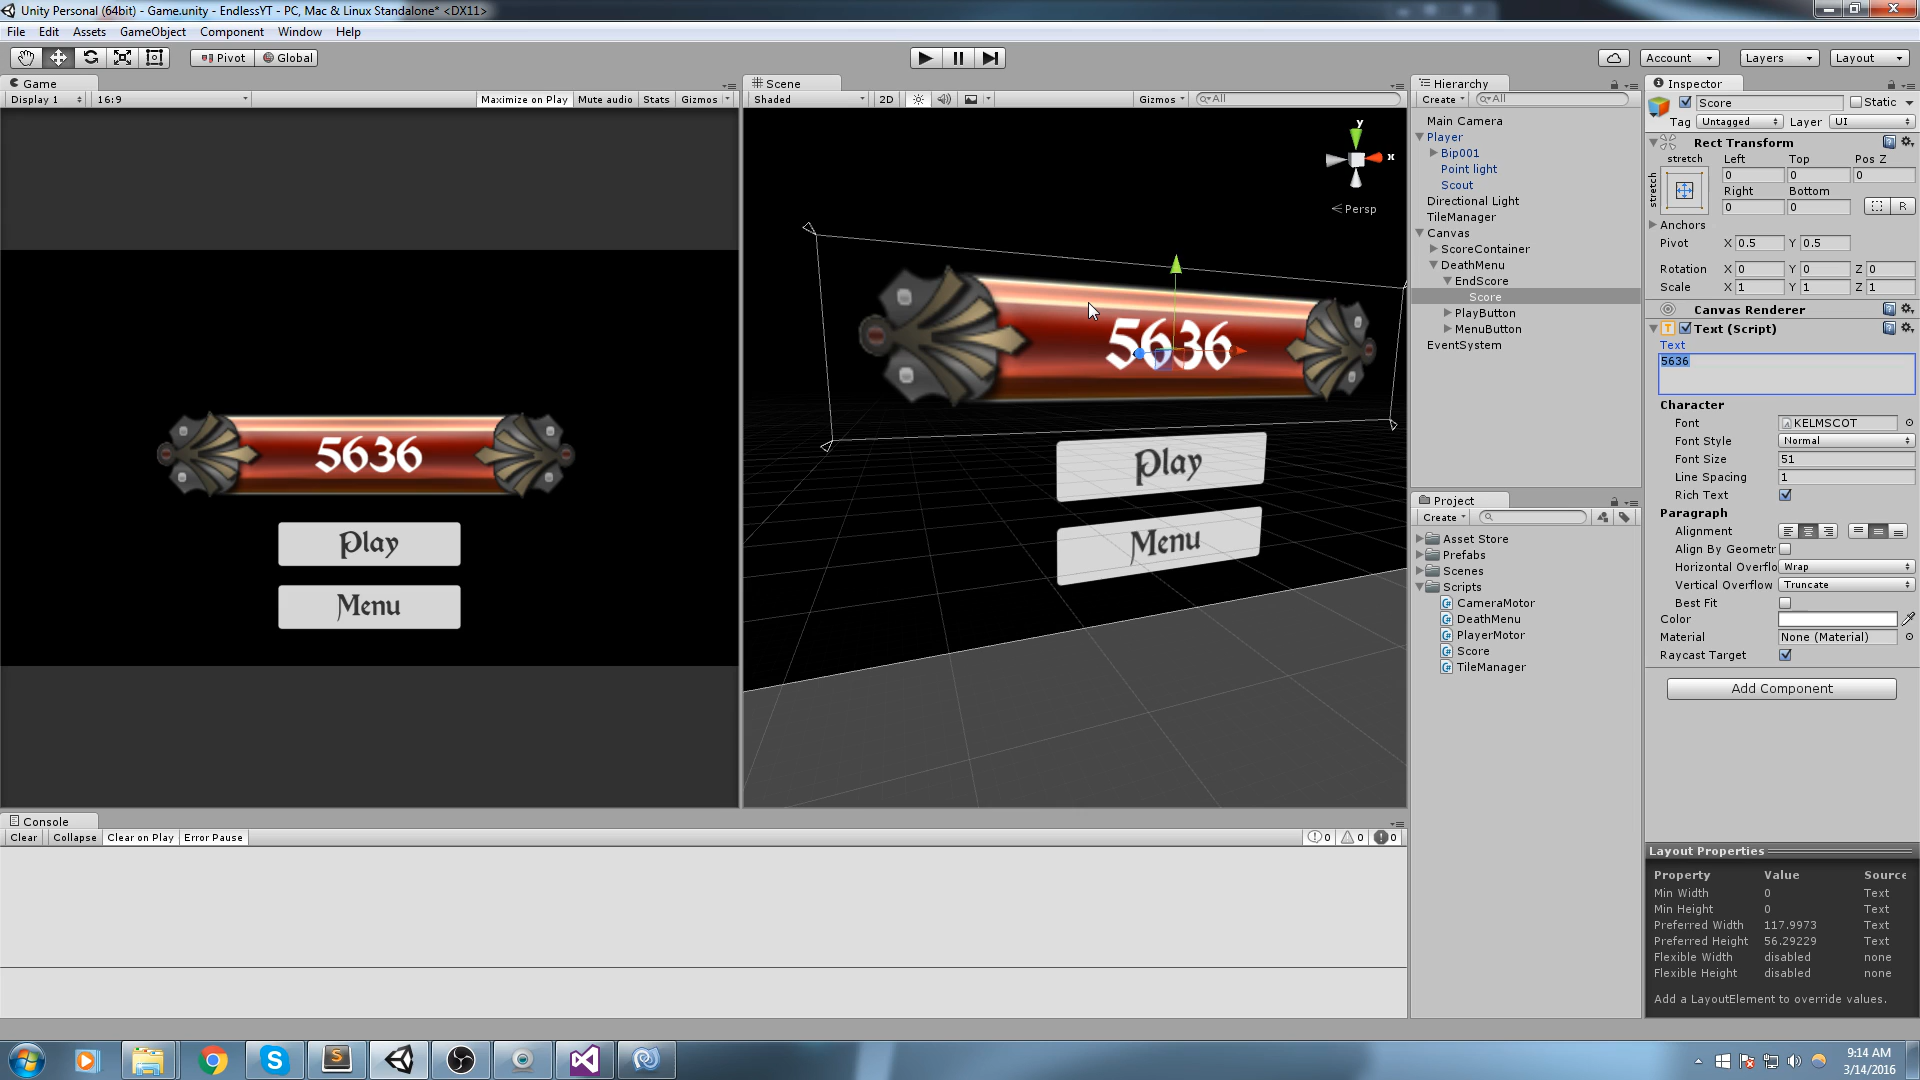 Unity Personal (64bit) - Game.unity - EndlessYT - PC, Mac & Linux Standalone* <DX11>
File Edit Assets GameObject Component Window Help
Pivot Global Account Layers Layout
Game
Display 1 16:9 Maximize on Play Mute audio Stats Gizmos
5636
Play
Menu
Scene
Shaded 2D Gizmos All
y
x
Persp
5636
Play
Menu
Hierarchy
Create All
Main Camera
Player
Bip001
Point light
Scout
Directional Light
TileManager
Canvas
ScoreContainer
DeathMenu
EndScore
Score
PlayButton
MenuButton
EventSystem
Project
Create
Asset Store
Prefabs
Scenes
Scripts
CameraMotor
DeathMenu
PlayerMotor
Score
TileManager
Inspector
Score Static
Tag Untagged Layer UI
Rect Transform
stretch Left Top Pos Z
stretch 0 0 0
Right Bottom
0 0 R
Anchors
Pivot X 0.5 Y 0.5
Rotation X 0 Y 0 Z 0
Scale X 1 Y 1 Z 1
Canvas Renderer
Text (Script)
Text
5636
Character
Font KELMSCOT
Font Style Normal
Font Size 51
Line Spacing 1
Rich Text
Paragraph
Alignment
Align By Geometr
Horizontal Overflo Wrap
Vertical Overflow Truncate
Best Fit
Color
Material None (Material)
Raycast Target
Add Component
Layout Properties
Property Value Source
Min Width 0 Text
Min Height 0 Text
Preferred Width 117.9973 Text
Preferred Height 56.29229 Text
Flexible Width disabled none
Flexible Height disabled none
Add a LayoutElement to override values.
Console
Clear Collapse Clear on Play Error Pause 0 0 0
9:14 AM
3/14/2016